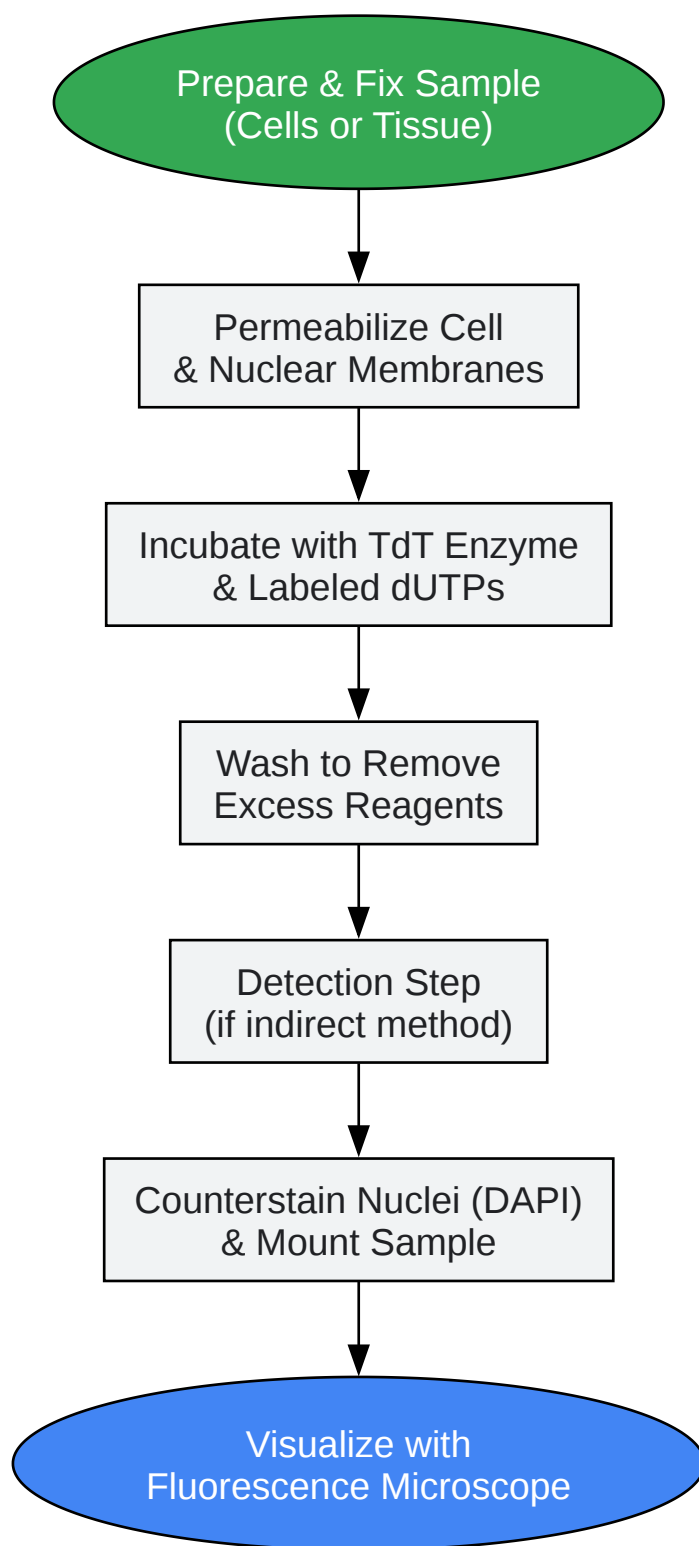 Prepare & Fix Sample
(Cells or Tissue)
Permeabilize Cell
& Nuclear Membranes
Incubate with TdT Enzyme
& Labeled dUTPs
Wash to Remove
Excess Reagents
Detection Step
(if indirect method)
Counterstain Nuclei (DAPI)
& Mount Sample
Visualize with
Fluorescence Microscope